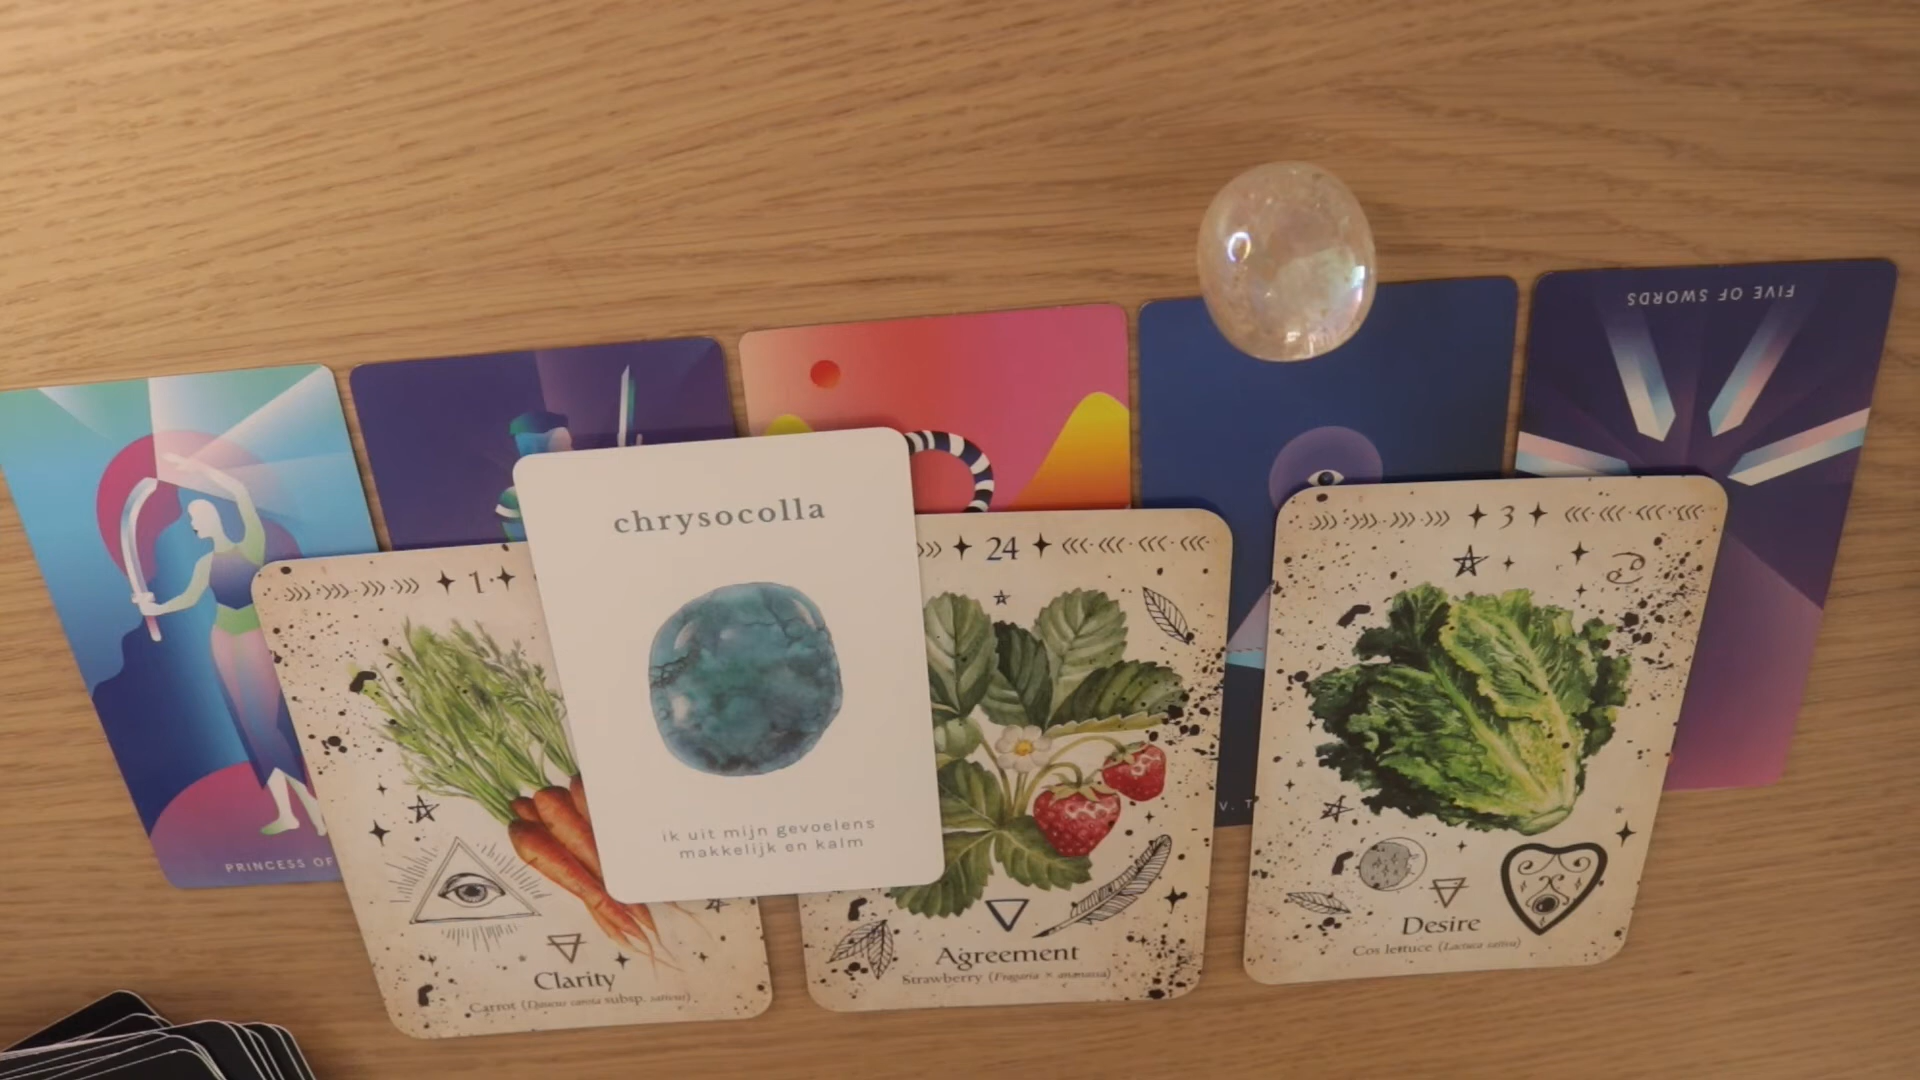 FIVE OF SWORDS
PRINCESS OF
1
Clarity
Carrot (Daucus carota subsp. sativus)
chrysocolla
ik uit mijn gevoelens
makkelijk en kalm
24
Agreement
Strawberry (Fragaria × ananassa)
V. T
3
Desire
Cos lettuce (Lactuca sativa)